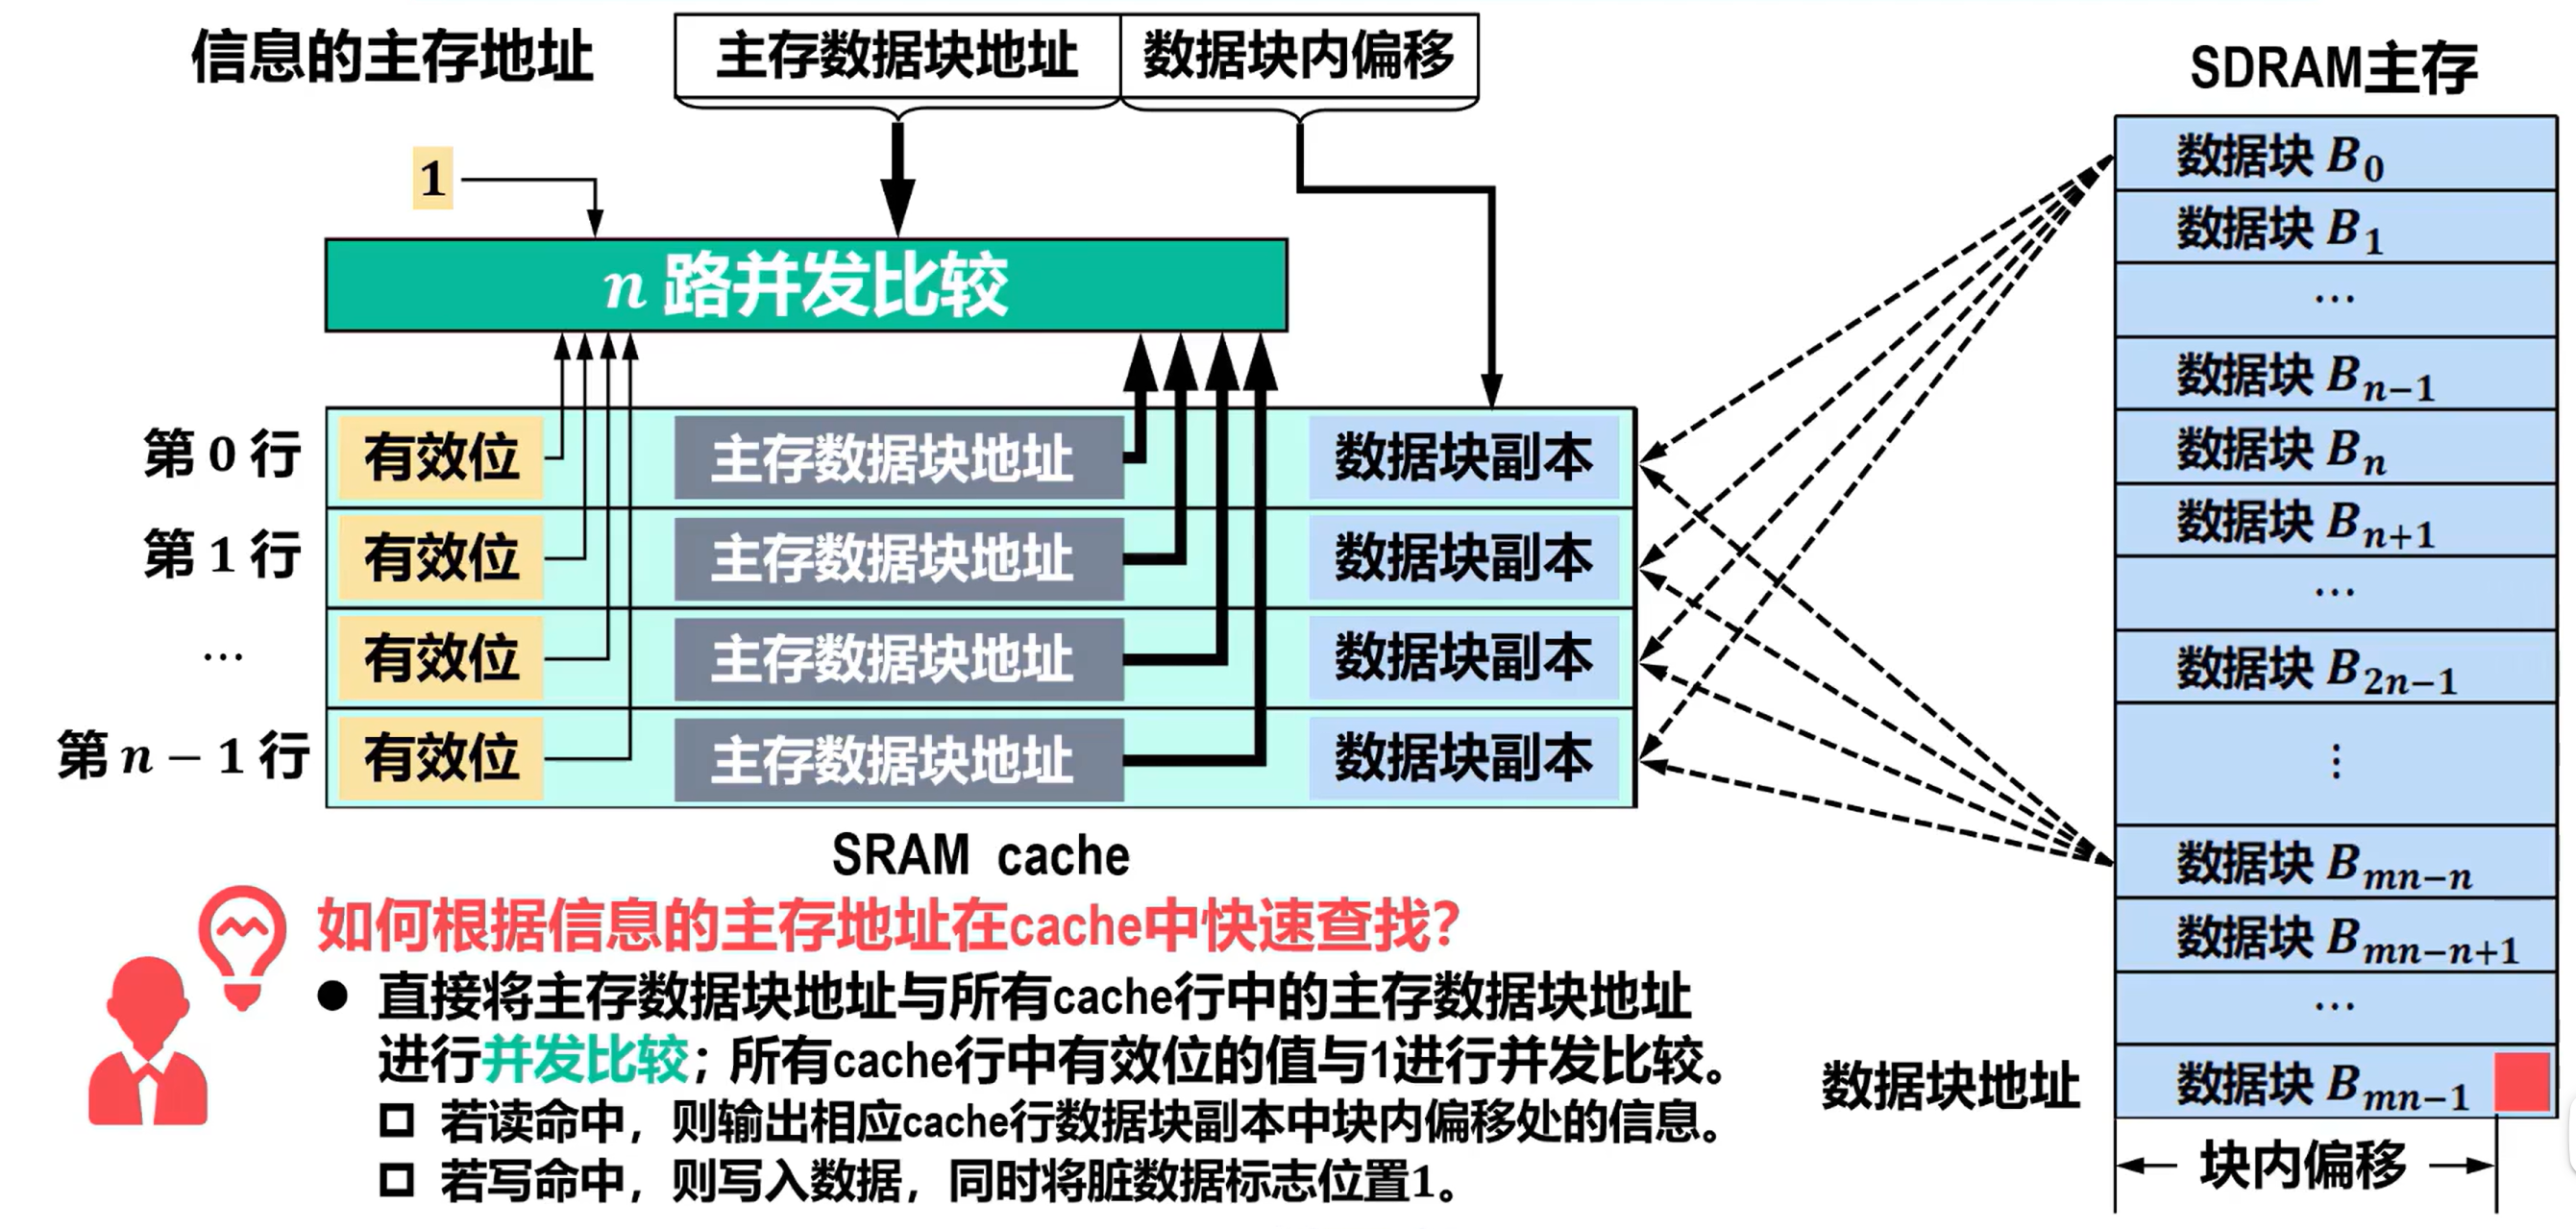 信息的主存地址
主存数据块地址 数据块内偏移
SDRAM主存
1
n 路并发比较
第 0 行 有效位 主存数据块地址 数据块副本
第 1 行 有效位 主存数据块地址 数据块副本
… 有效位 主存数据块地址 数据块副本
第 n − 1 行 有效位 主存数据块地址 数据块副本
SRAM cache
数据块 B0
数据块 B1
…
数据块 Bn−1
数据块 Bn
数据块 Bn+1
…
数据块 B2n−1
⋮
数据块 Bmn−n
数据块 Bmn−n+1
…
数据块地址 数据块 Bmn−1
块内偏移
如何根据信息的主存地址在cache中快速查找？
● 直接将主存数据块地址与所有cache行中的主存数据块地址
进行并发比较；所有cache行中有效位的值与1进行并发比较。
若读命中，则输出相应cache行数据块副本中块内偏移处的信息。
若写命中，则写入数据，同时将脏数据标志位置1。